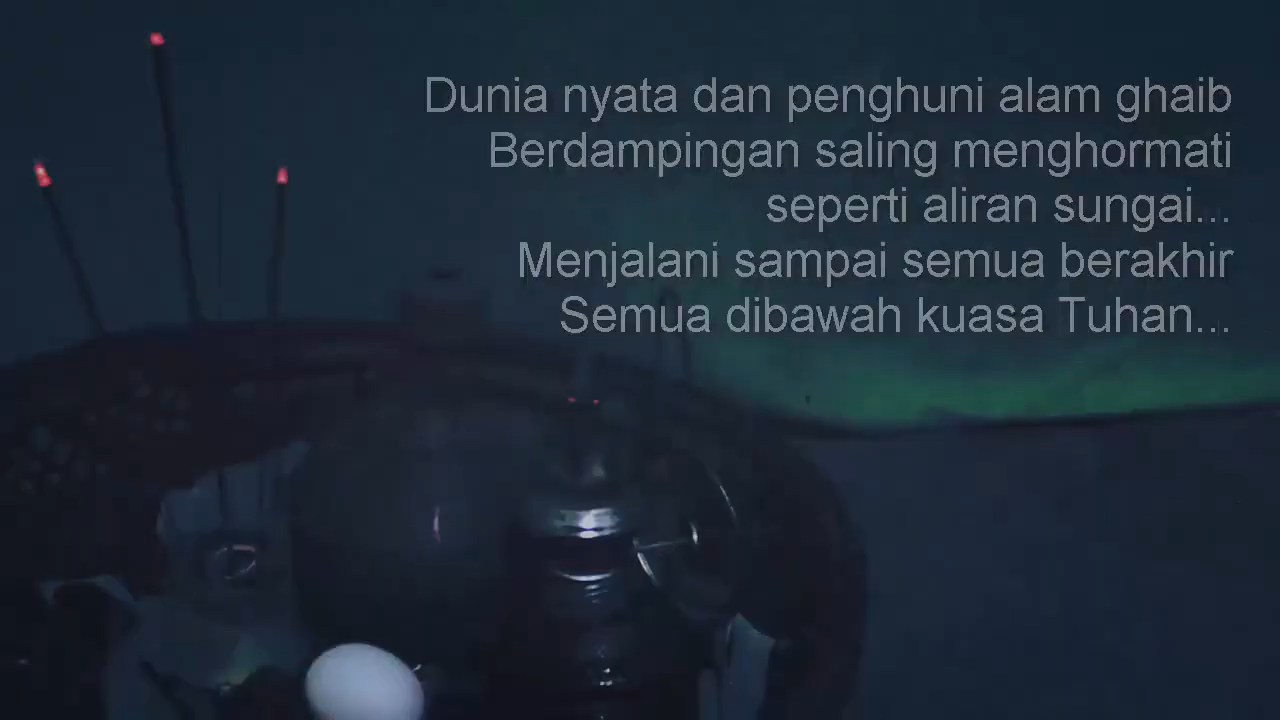 Dunia nyata dan penghuni alam ghaib
Berdampingan saling menghormati
seperti aliran sungai...
Menjalani sampai semua berakhir
Semua dibawah kuasa Tuhan...